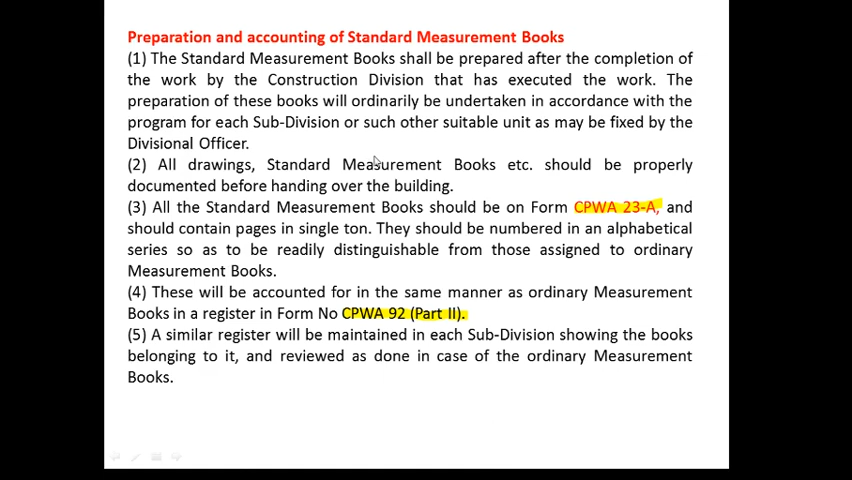 Preparation and accounting of Standard Measurement Books
(1) The Standard Measurement Books shall be prepared after the completion of
the work by the Construction Division that has executed the work. The
preparation of these books will ordinarily be undertaken in accordance with the
program for each Sub-Division or such other suitable unit as may be fixed by the
Divisional Officer.
(2) All drawings, Standard Measurement Books etc. should be properly
documented before handing over the building.
(3) All the Standard Measurement Books should be on Form CPWA 23-A, and
should contain pages in single ton. They should be numbered in an alphabetical
series so as to be readily distinguishable from those assigned to ordinary
Measurement Books.
(4) These will be accounted for in the same manner as ordinary Measurement
Books in a register in Form No CPWA 92 (Part II).
(5) A similar register will be maintained in each Sub-Division showing the books
belonging to it, and reviewed as done in case of the ordinary Measurement
Books.